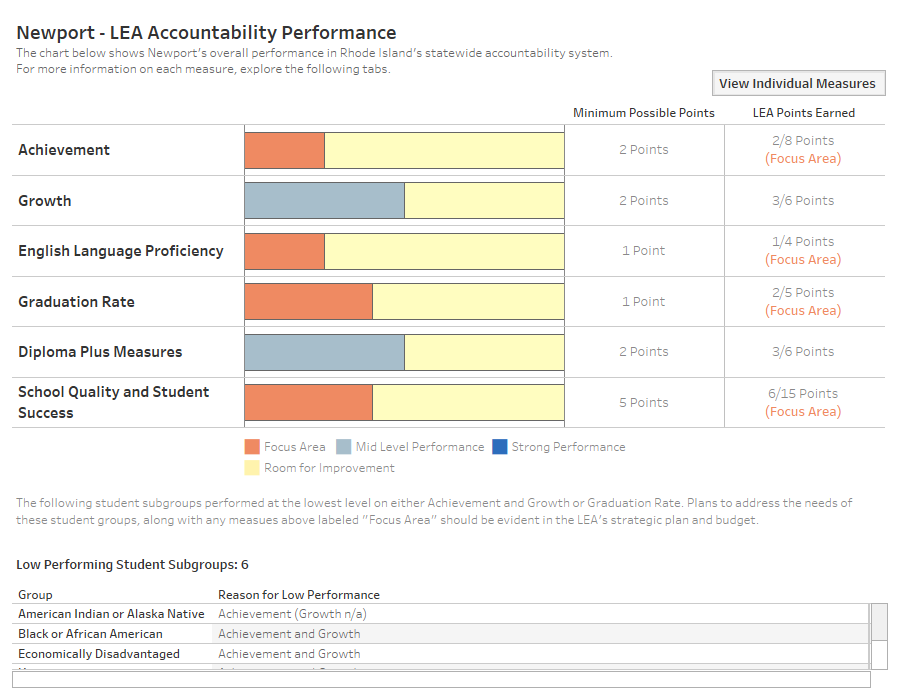 Newport - LEA Accountability Performance
The chart below shows Newport's overall performance in Rhode Island's statewide accountability system.
For more information on each measure, explore the following tabs.
View Individual Measures
Minimum Possible Points LEA Points Earned
Achievement 2 Points 2/8 Points
(Focus Area)
Growth 2 Points 3/6 Points
English Language Proficiency 1 Point 1/4 Points
(Focus Area)
Graduation Rate 1 Point 2/5 Points
(Focus Area)
Diploma Plus Measures 2 Points 3/6 Points
School Quality and Student
Success 5 Points 6/15 Points
(Focus Area)
Focus Area Mid Level Performance Strong Performance
Room for Improvement
The following student subgroups performed at the lowest level on either Achievement and Growth or Graduation Rate. Plans to address the needs of
these student groups, along with any measues above labeled "Focus Area" should be evident in the LEA's strategic plan and budget.
Low Performing Student Subgroups: 6
Group Reason for Low Performance
American Indian or Alaska Native Achievement (Growth n/a)
Black or African American Achievement and Growth
Economically Disadvantaged Achievement and Growth